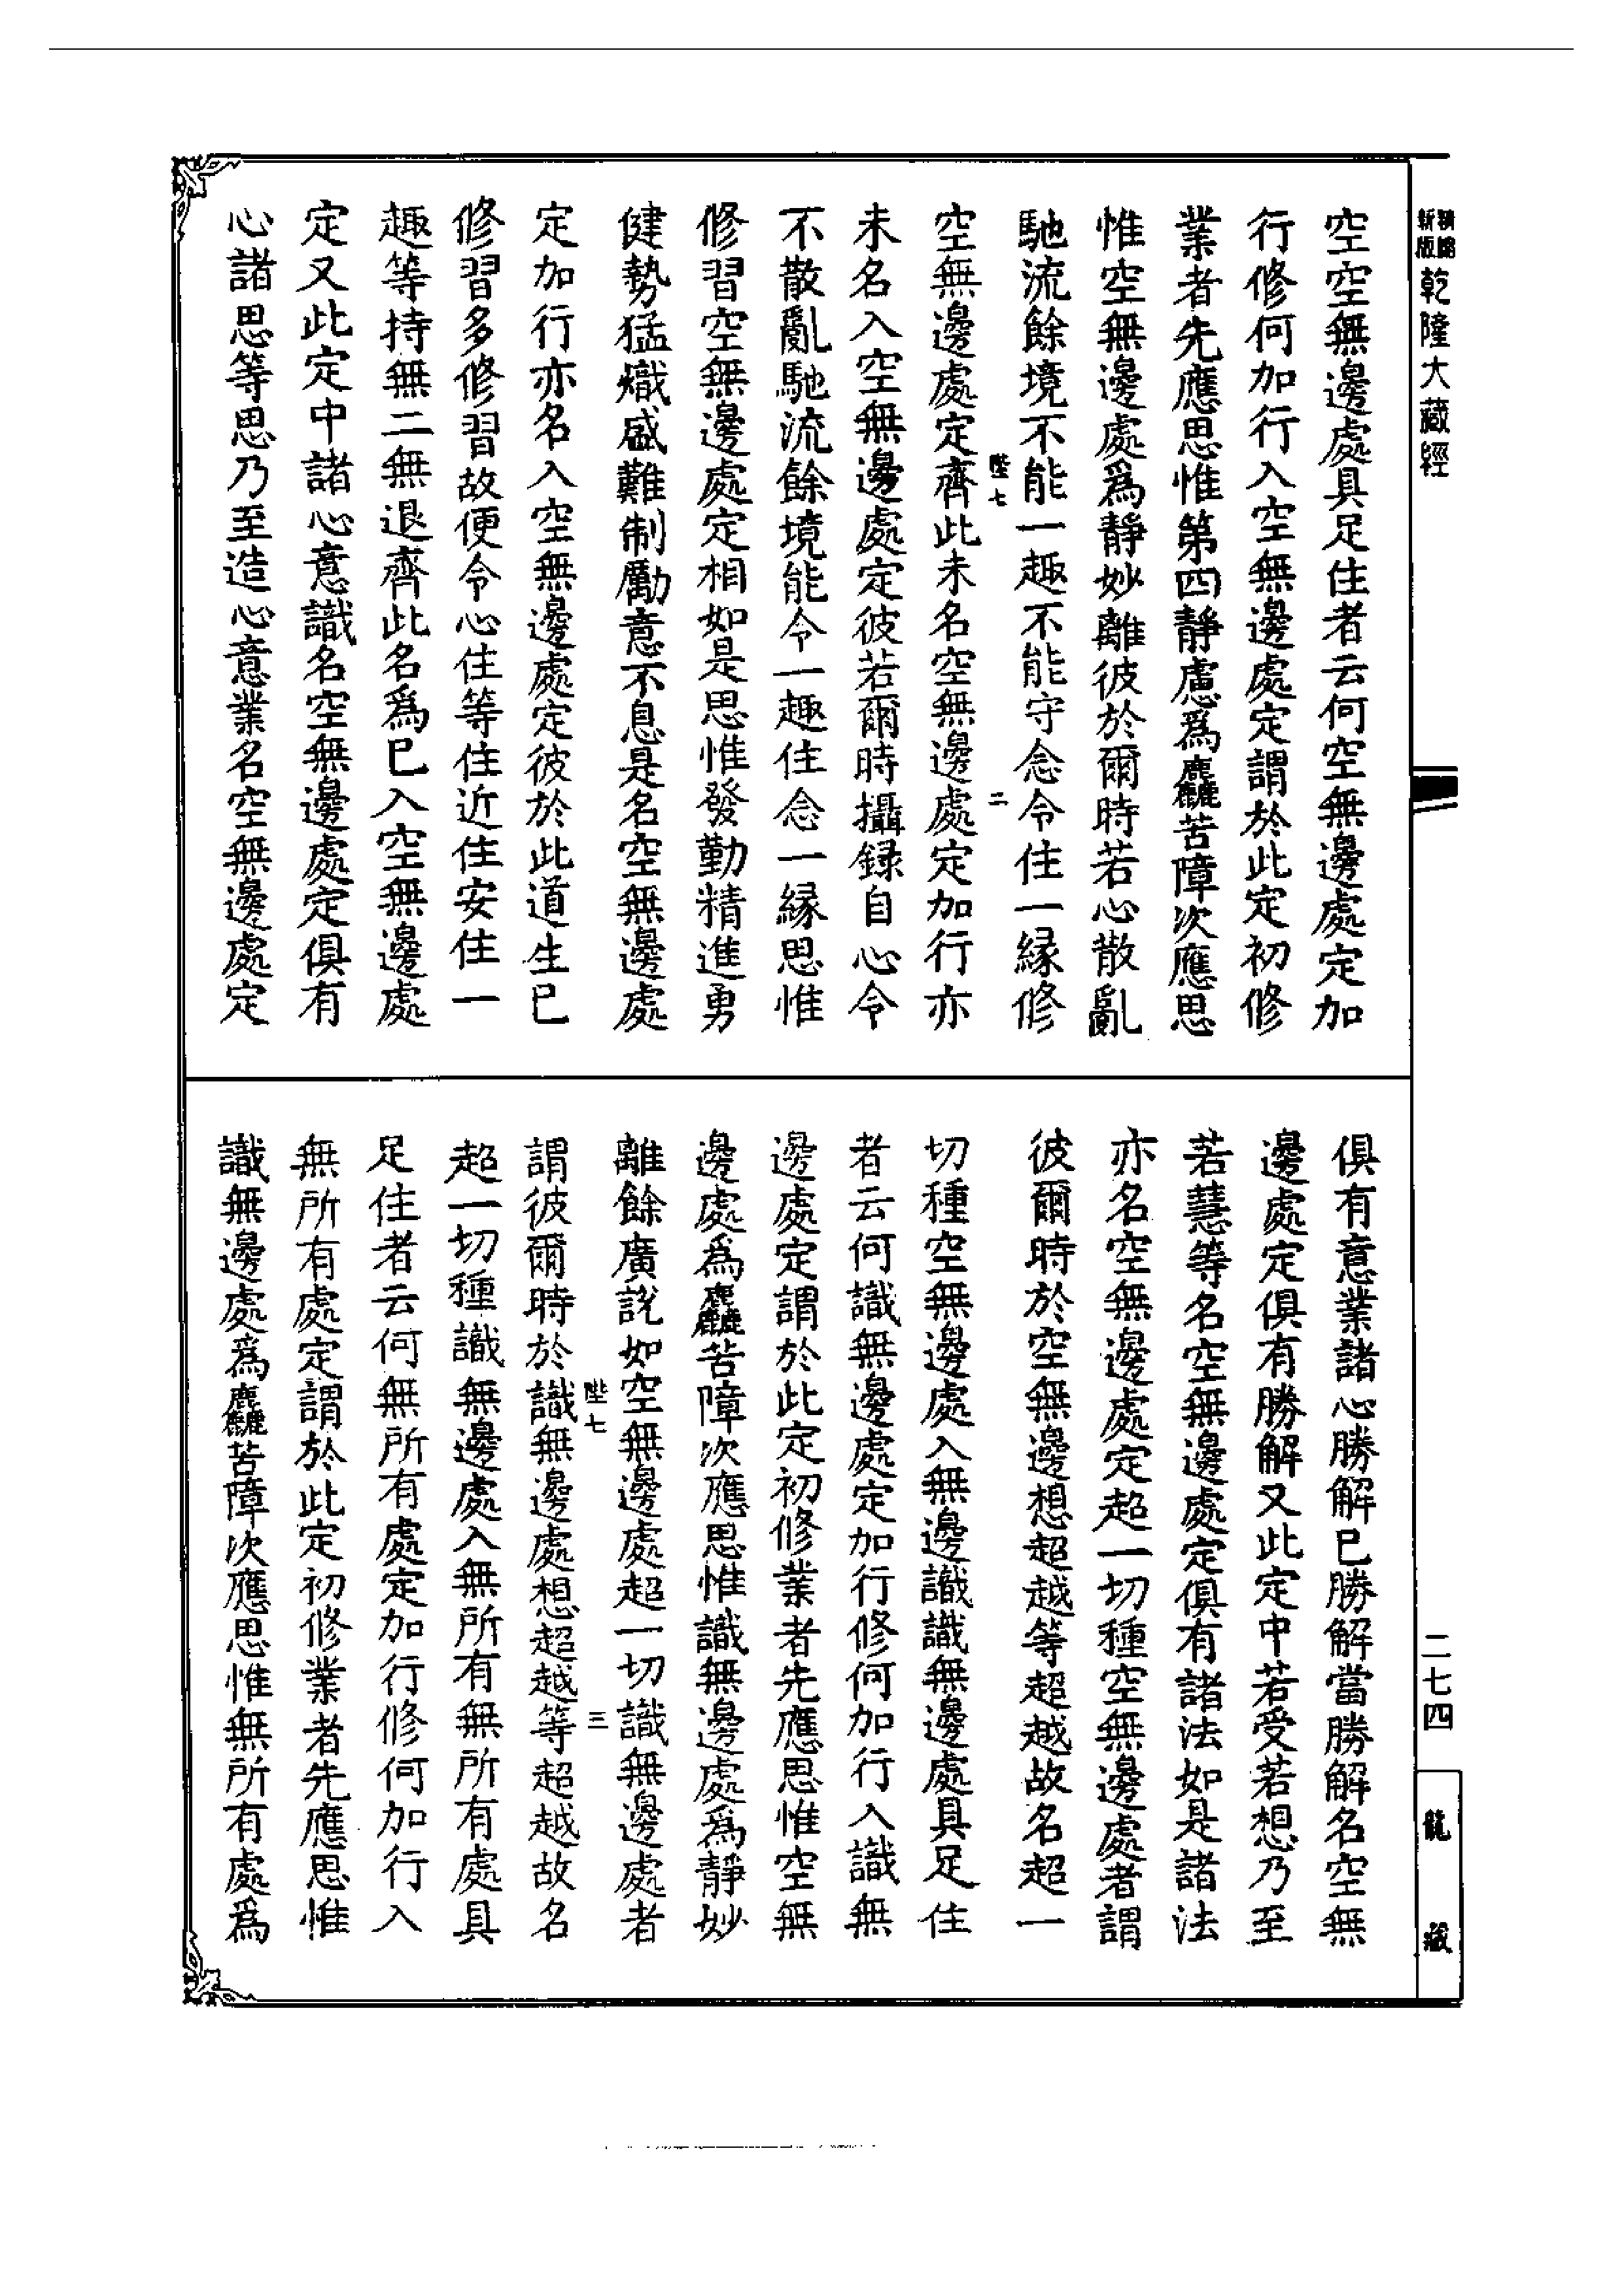 新版
乾隆大藏經
二七四
龍藏
空空無邊處具足住者云何空無邊處定加
行修何加行入空無邊處定謂於此定初修
業者先應思惟第四靜慮爲麤苦障次應思
惟空無邊處爲靜妙離彼於爾時若心散亂
馳流餘境不能一趣不能守念令住一緣修
陛七
二
空無邊處定齊此未名空無邊處定加行亦
未名入空無邊處定彼若爾時攝録自心令
不散亂馳流餘境能令一趣住念一緣思惟
修習空無邊處定相如是思惟發勤精進勇
健勢猛熾盛難制勵意不息是名空無邊處
定加行亦名入空無邊處定彼於此道生已
修習多修習故便令心住等住近住安住一
趣等持無二無退齊此名爲已入空無邊處
定又此定中諸心意識名空無邊處定俱有
心諸思等思乃至造心意業名空無邊處定
俱有意業諸心勝解已勝解當勝解名空無
邊處定俱有勝解又此定中若受若想乃至
若慧等名空無邊處定俱有諸法如是諸法
亦名空無邊處定超一切種空無邊處者謂
彼爾時於空無邊想超越等超越故名超一
切種空無邊處入無邊識識無邊處具足住
者云何識無邊處定加行修何加行入識無
邊處定謂於此定初修業者先應思惟空無
邊處爲麤苦障次應思惟識無邊處爲靜妙
離餘廣説如空無邊處超一切識無邊處者
陛七
三
謂彼爾時於識無邊處想超越等超越故名
超一切種識無邊處入無所有無所有處具
足住者云何無所有處定加行修何加行入
無所有處定謂於此定初修業者先應思惟
識無邊處爲麤苦障次應思惟無所有處爲